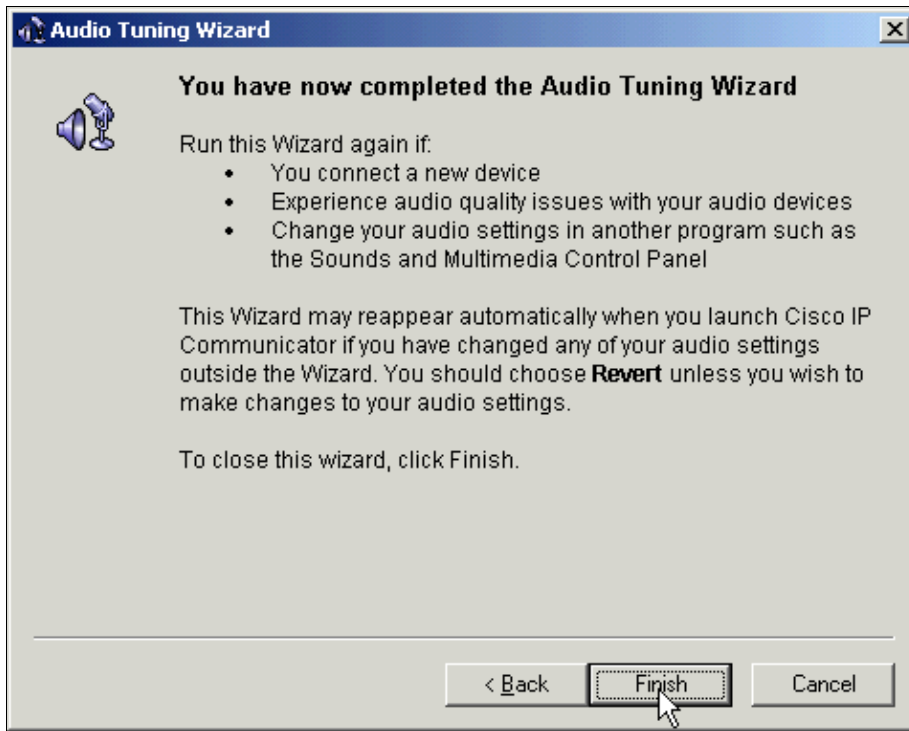 Audio Tuning Wizard
You have now completed the Audio Tuning Wizard
Run this Wizard again if:
• You connect a new device
• Experience audio quality issues with your audio devices
• Change your audio settings in another program such as
the Sounds and Multimedia Control Panel
This Wizard may reappear automatically when you launch Cisco IP
Communicator if you have changed any of your audio settings
outside the Wizard. You should choose Revert unless you wish to
make changes to your audio settings.
To close this wizard, click Finish.
< Back
Finish
Cancel